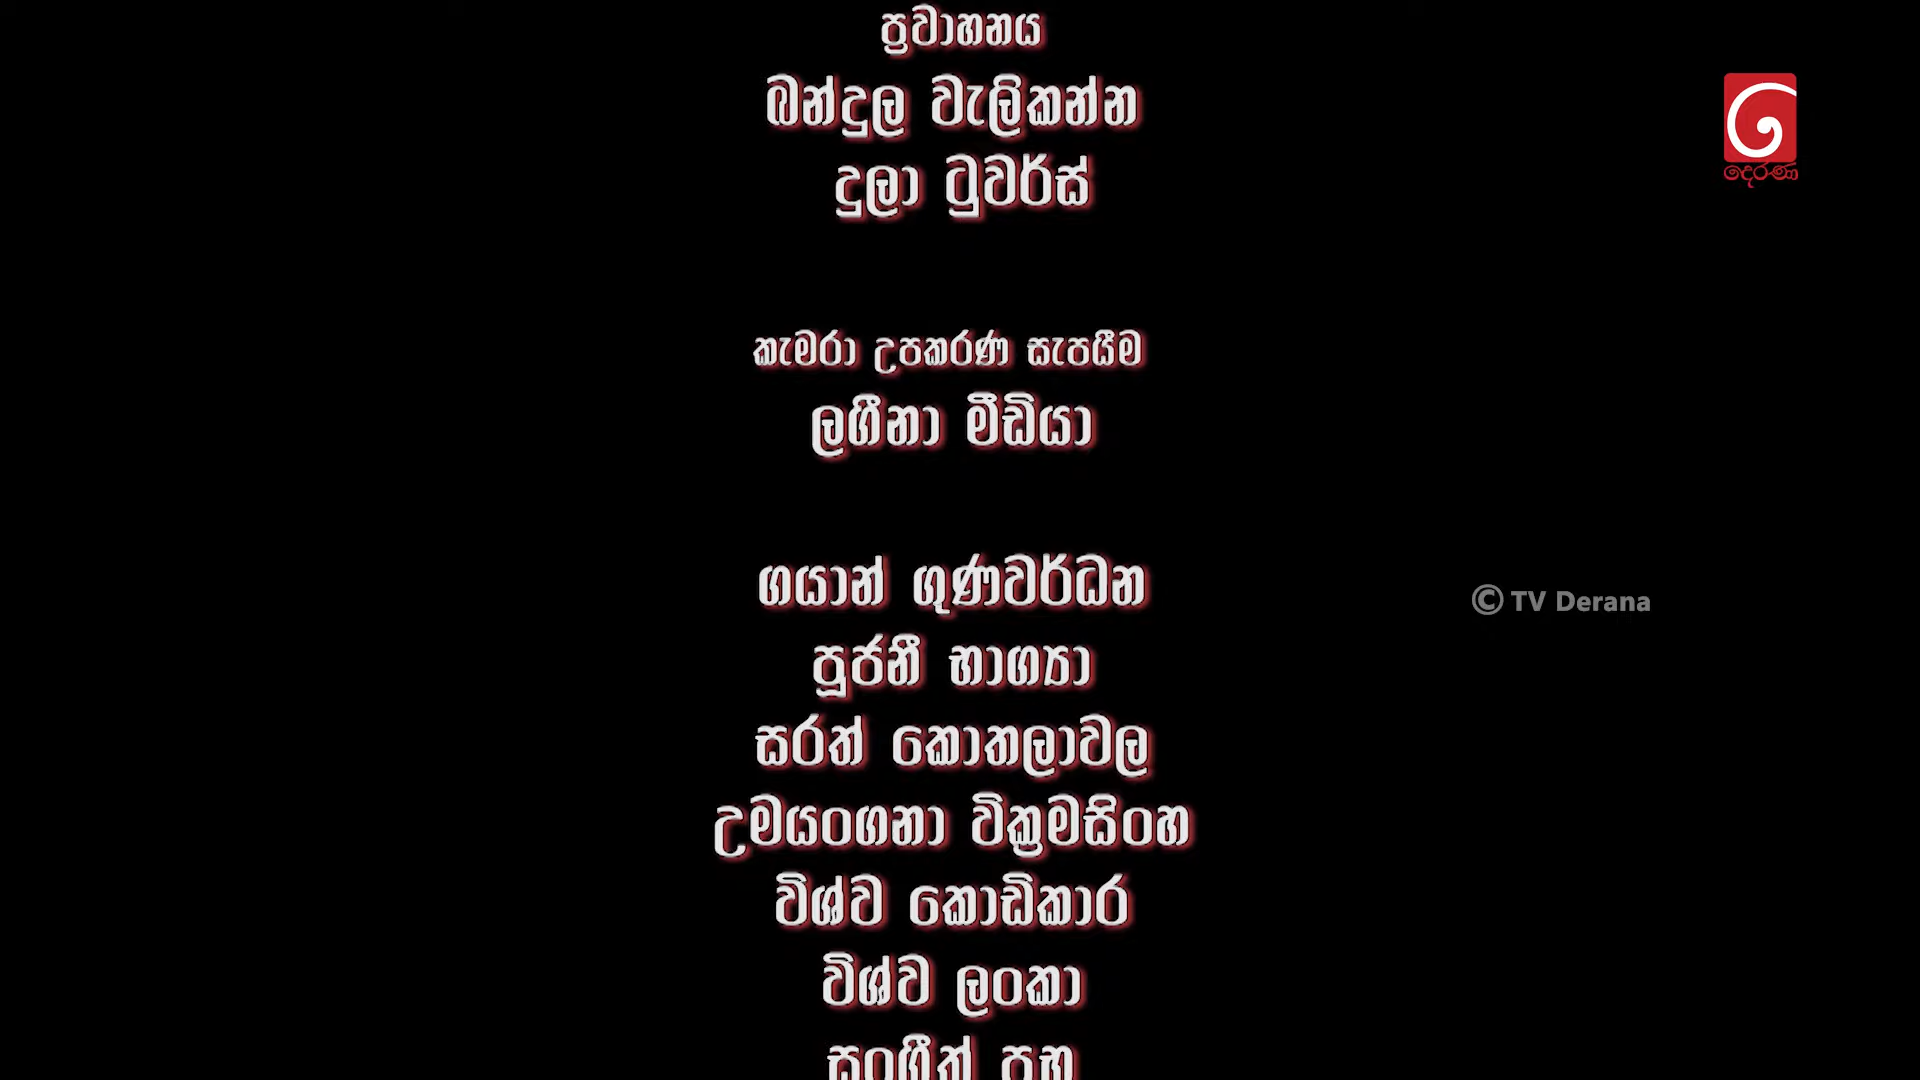 ප්‍රවාහනය
බන්දුල වැලිකන්න
දුලා ටුවර්ස්
දෙරණ
කැමරා උපකරණ සැපයීම
ලගීනා මීඩියා
ගයාන් ගුණවර්ධන
© TV Derana
පූජනී භාග්‍යා
සරත් කොතලාවල
උමයංගනා වික්‍රමසිංහ
විශ්ව කොඩිකාර
විශ්ව ලංකා
සංගීත් ප්‍රභූ